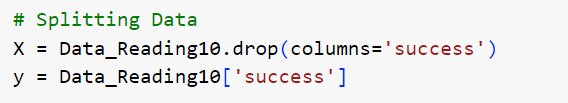 # Splitting Data
X = Data_Reading10.drop(columns='success')
y = Data_Reading10['success']